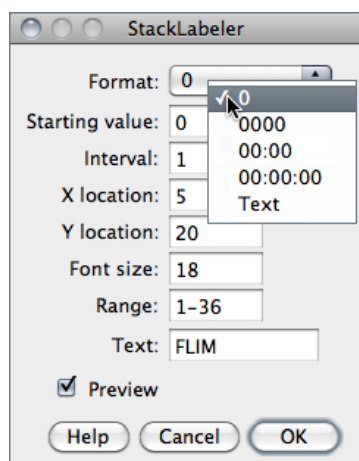 StackLabeler
Format: 0
0
0000
00:00
00:00:00
Text
Starting value: 0
Interval: 1
X location: 5
Y location: 20
Font size: 18
Range: 1-36
Text: FLIM
Preview
Help Cancel OK